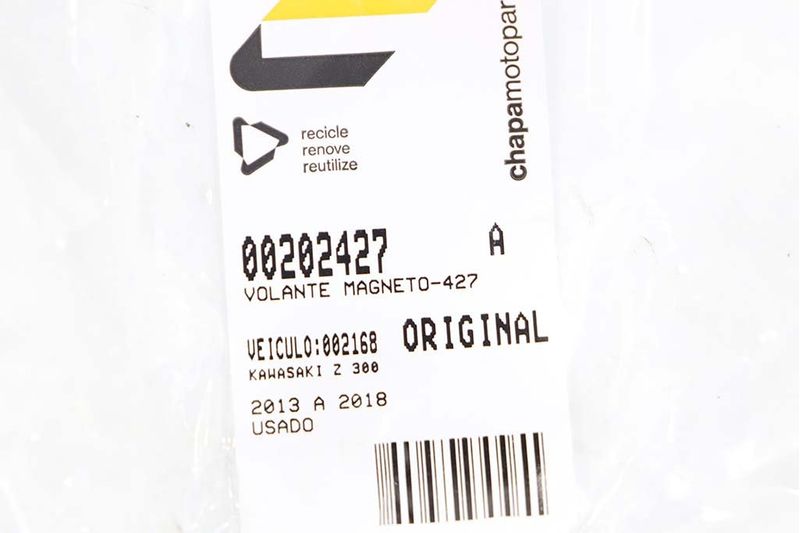 chapamotopar
recicle
renove
reutilize
00202427 A
VOLANTE MAGNETO-427
VEICULO:002168 ORIGINAL
KAWASAKI Z 300
2013 A 2018
USADO